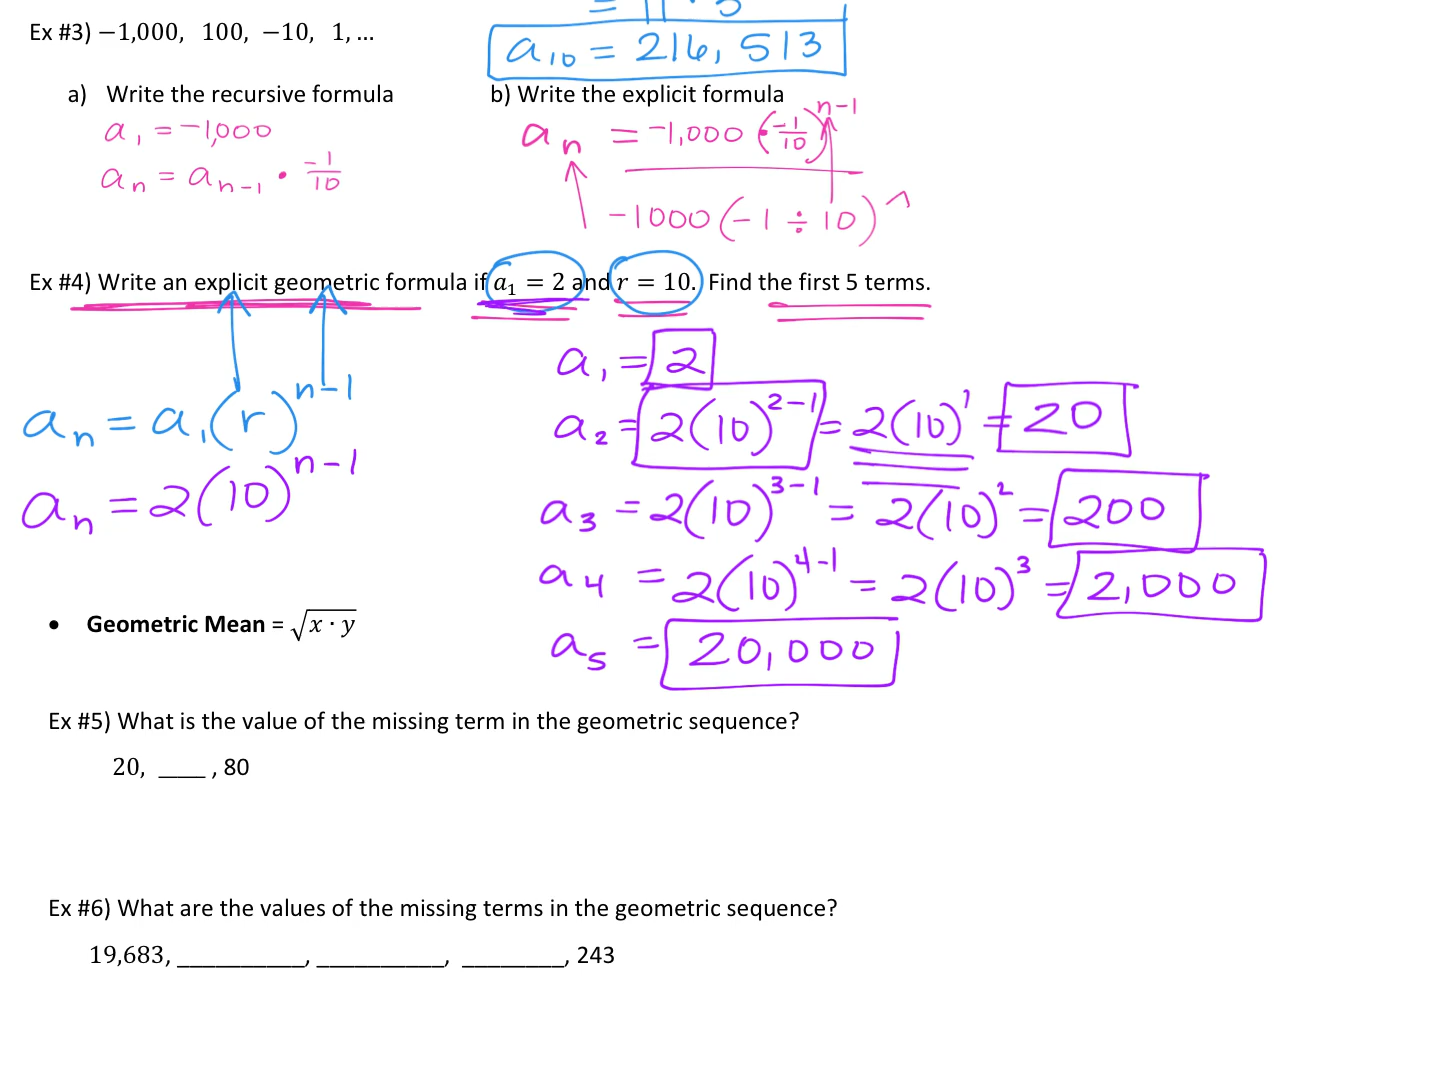 = 11 · 3
Ex #3) −1,000, 100, −10, 1, ...
a₁₀ = 216,513
a) Write the recursive formula
b) Write the explicit formula
a₁ = −1,000
aₙ = −1,000 (−1/10)ⁿ⁻¹
aₙ = aₙ₋₁ · −1/10
−1000(−1 ÷ 10)^
Ex #4) Write an explicit geometric formula if a₁ = 2 and r = 10. Find the first 5 terms.
a₁ = 2
aₙ = a₁(r)ⁿ⁻¹
a₂ = 2(10)²⁻¹ = 2(10)¹ = 20
aₙ = 2(10)ⁿ⁻¹
a₃ = 2(10)³⁻¹ = 2(10)² = 200
a₄ = 2(10)⁴⁻¹ = 2(10)³ = 2,000
• Geometric Mean = √x · y
a₅ = 20,000
Ex #5) What is the value of the missing term in the geometric sequence?
20, ____ , 80
Ex #6) What are the values of the missing terms in the geometric sequence?
19,683, __________, __________, ________, 243